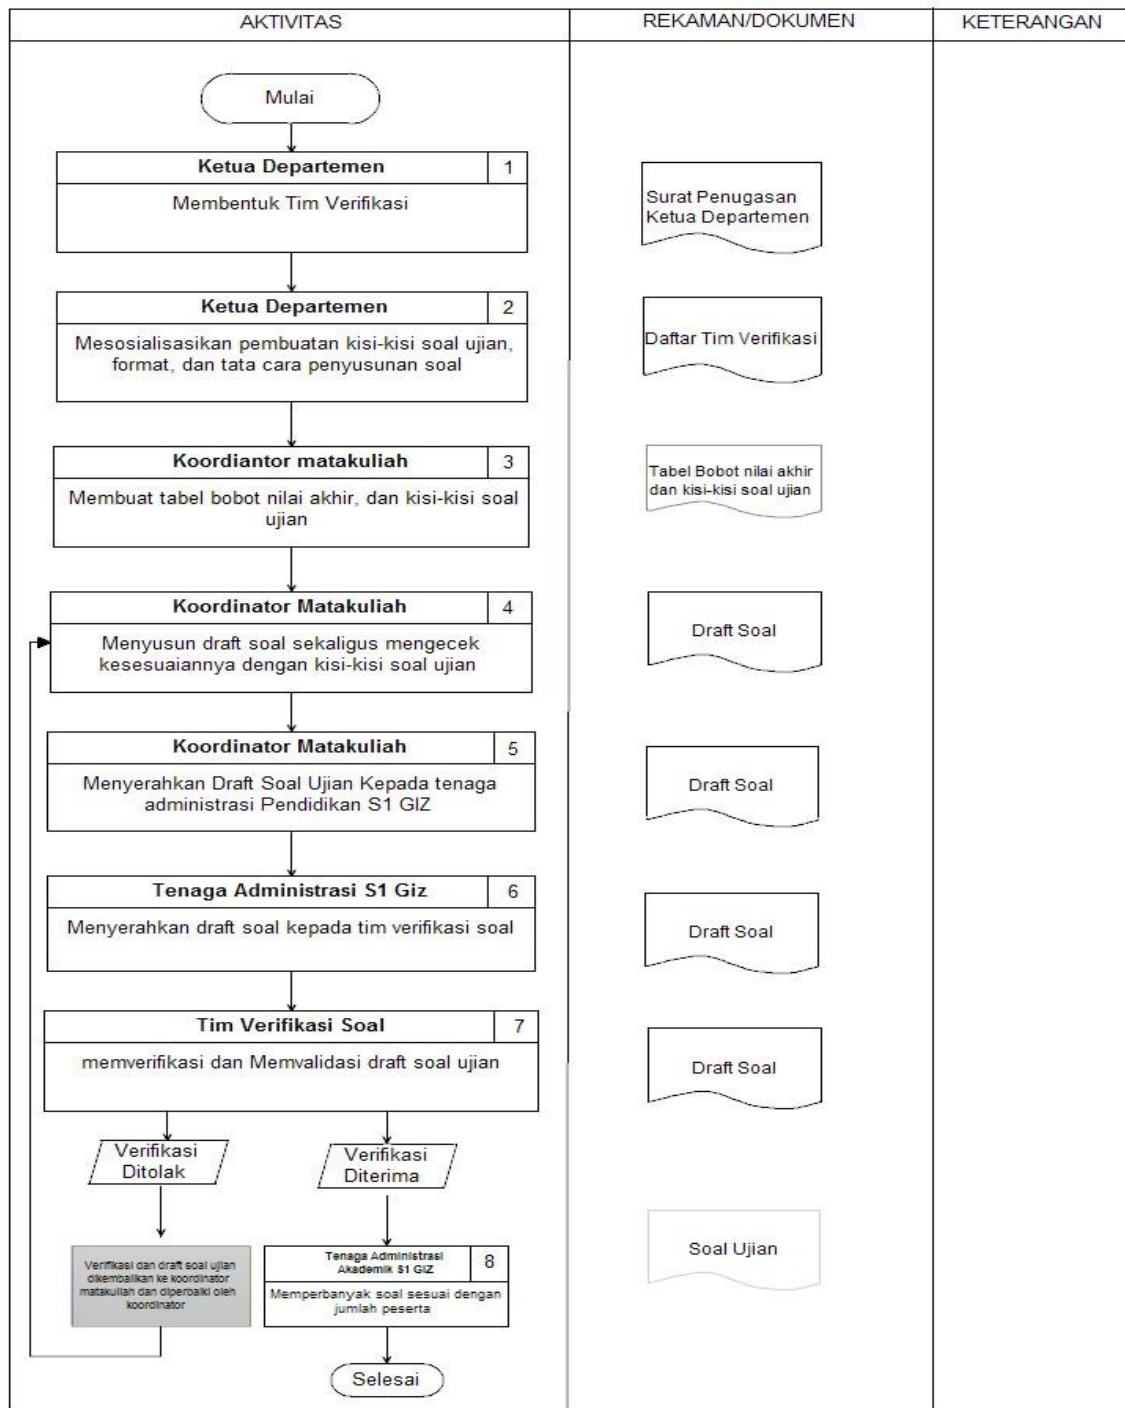 AKTIVITAS
REKAMAN/DOKUMEN
KETERANGAN
Mulai
Ketua Departemen
1
Membentuk Tim Verifikasi
Surat Penugasan
Ketua Departemen
Ketua Departemen
2
Mesosialisasikan pembuatan kisi-kisi soal ujian,
format, dan tata cara penyusunan soal
Daftar Tim Verifikasi
Koordiantor matakuliah
3
Membuat tabel bobot nilai akhir, dan kisi-kisi soal
ujian
Tabel Bobot nilai akhir
dan kisi-kisi soal ujian
Koordinator Matakuliah
4
Menyusun draft soal sekaligus mengecek
kesesuaiannya dengan kisi-kisi soal ujian
Draft Soal
Koordinator Matakuliah
5
Menyerahkan Draft Soal Ujian Kepada tenaga
administrasi Pendidikan S1 GIZ
Draft Soal
Tenaga Administrasi S1 Giz
6
Menyerahkan draft soal kepada tim verifikasi soal
Draft Soal
Tim Verifikasi Soal
7
memverifikasi dan Memvalidasi draft soal ujian
Draft Soal
Verifikasi
Ditolak
Verifikasi
Diterima
Verifikasi dan draft soal ujian
dikembalikan ke koordinator
matakuliah dan diperbaiki oleh
koordinator
Tenaga Administrasi
Akademik S1 GIZ
8
Memperbanyak soal sesuai dengan
jumlah peserta
Soal Ujian
Selesai